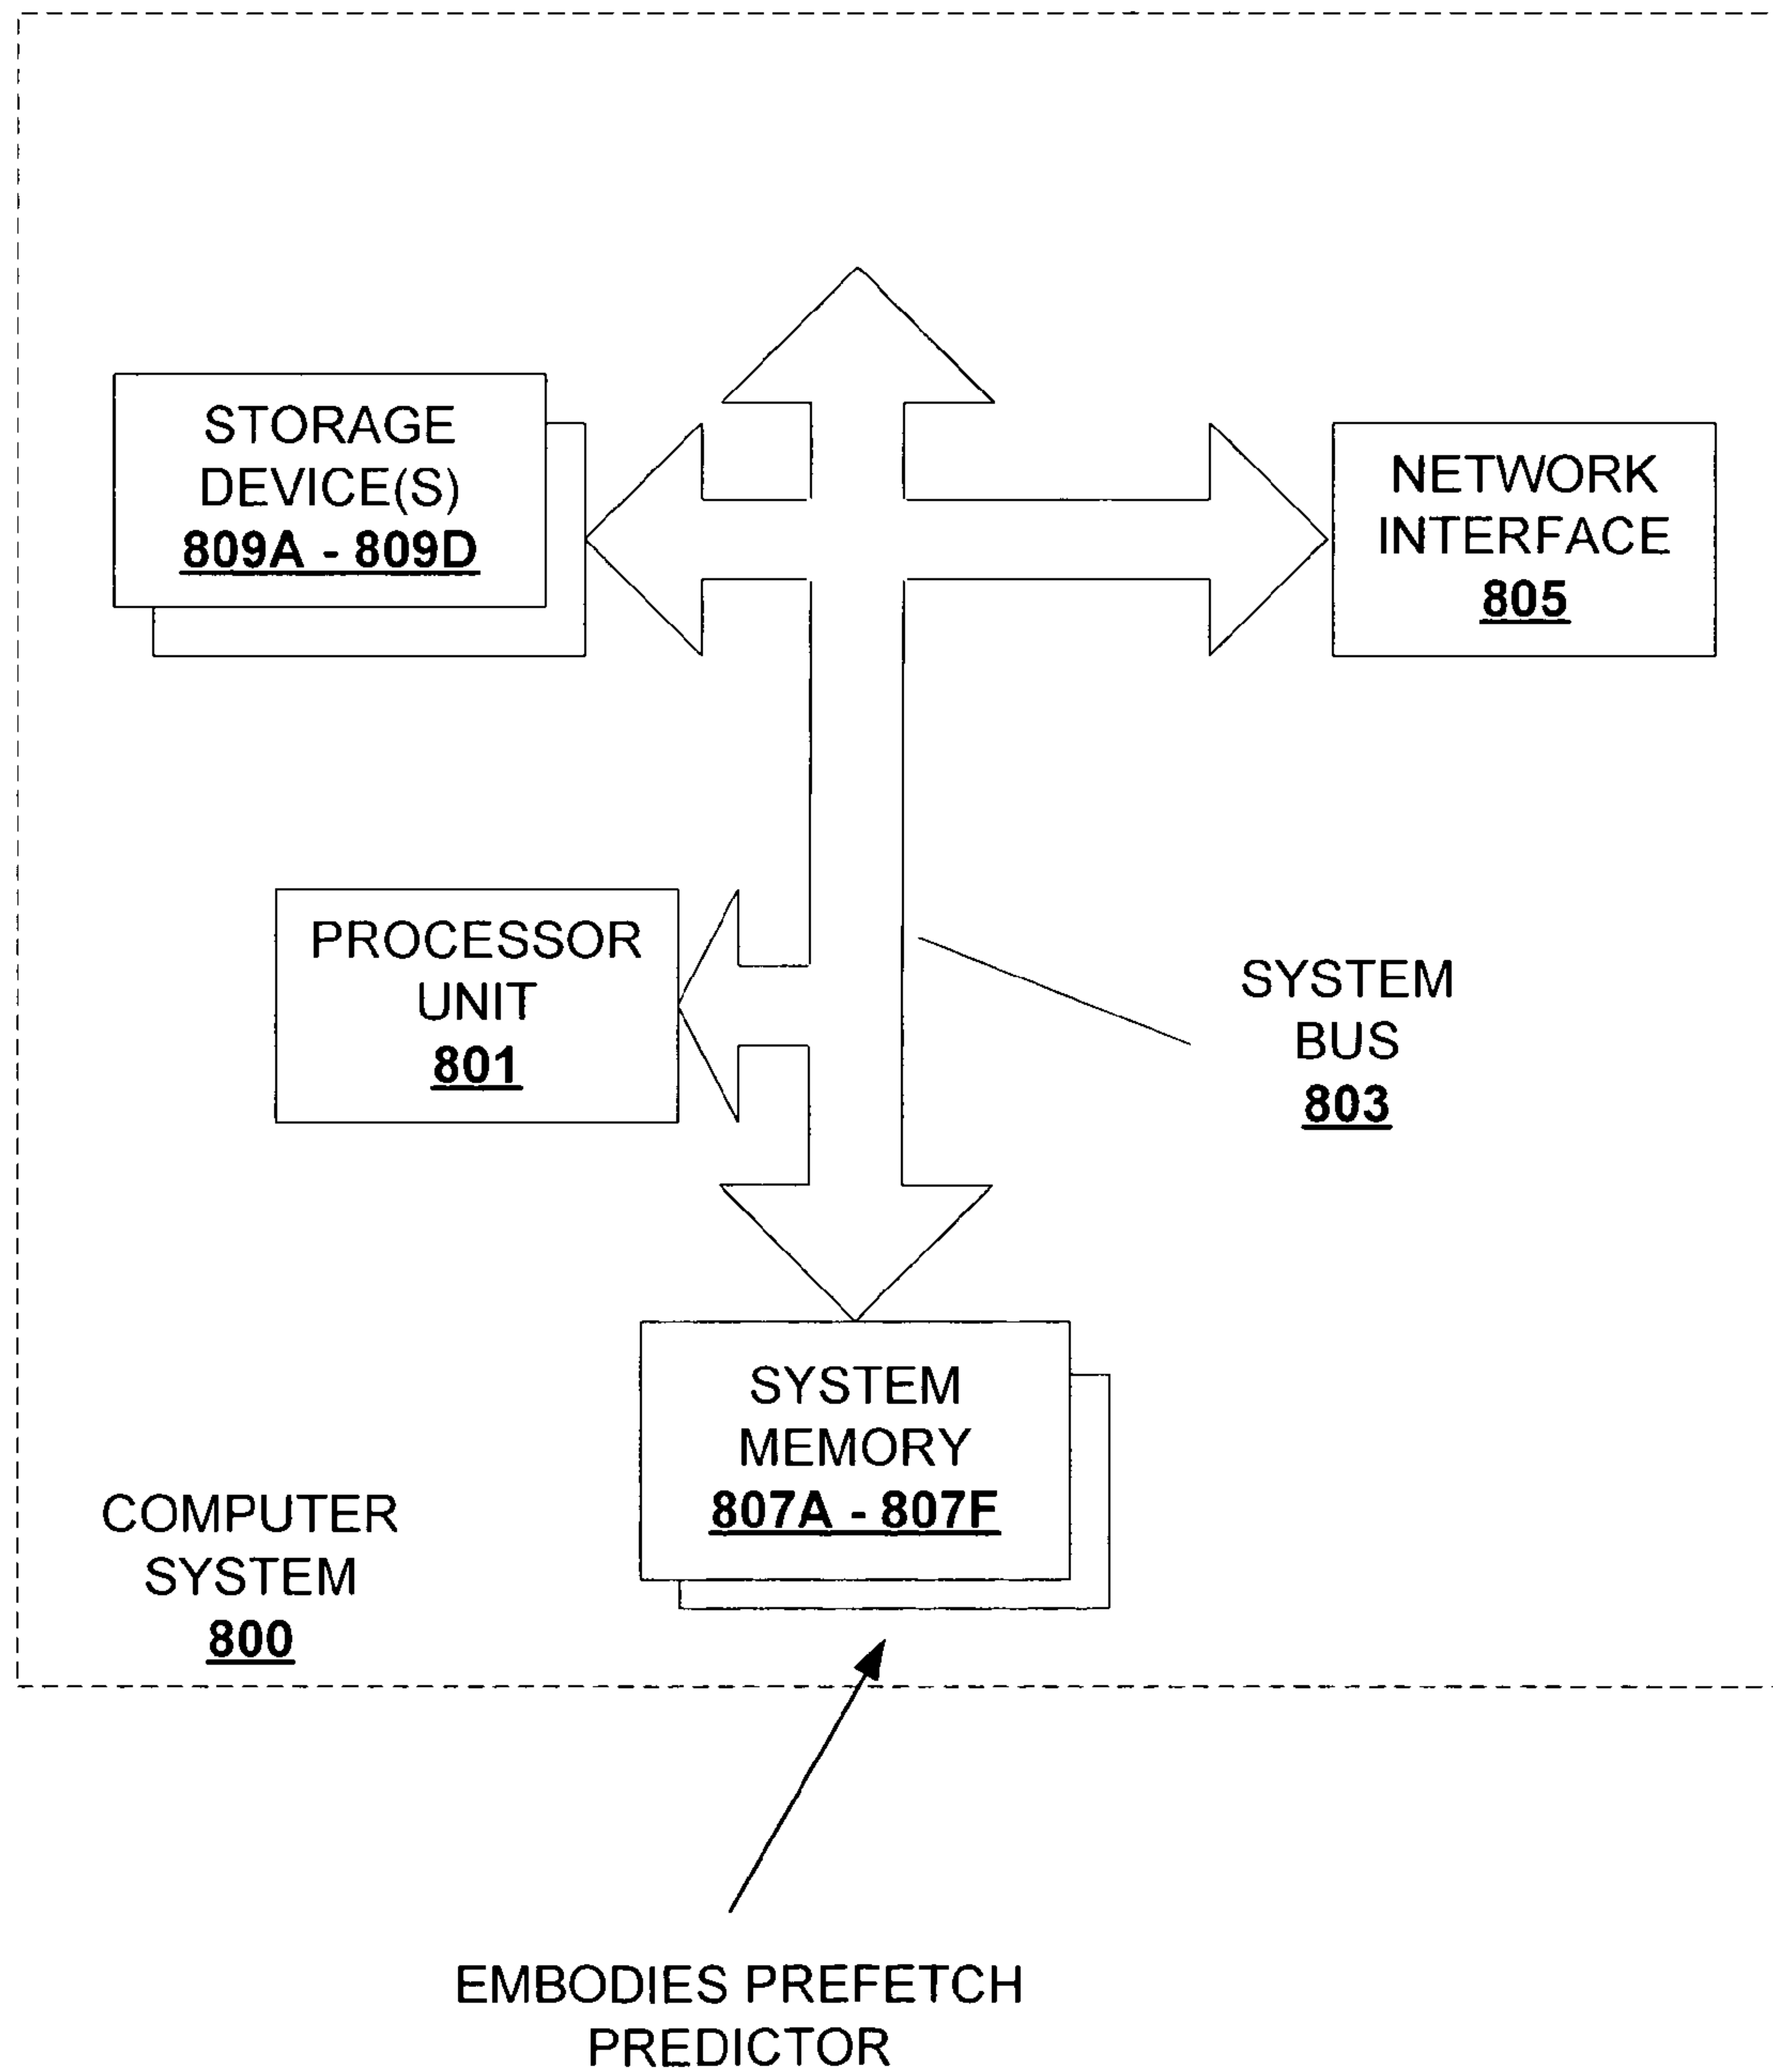 STORAGE
DEVICE(S)
809A - 809D
NETWORK
INTERFACE
805
PROCESSOR
UNIT
801
SYSTEM
BUS
803
SYSTEM
MEMORY
807A - 807F
COMPUTER
SYSTEM
800
EMBODIES PREFETCH
PREDICTOR